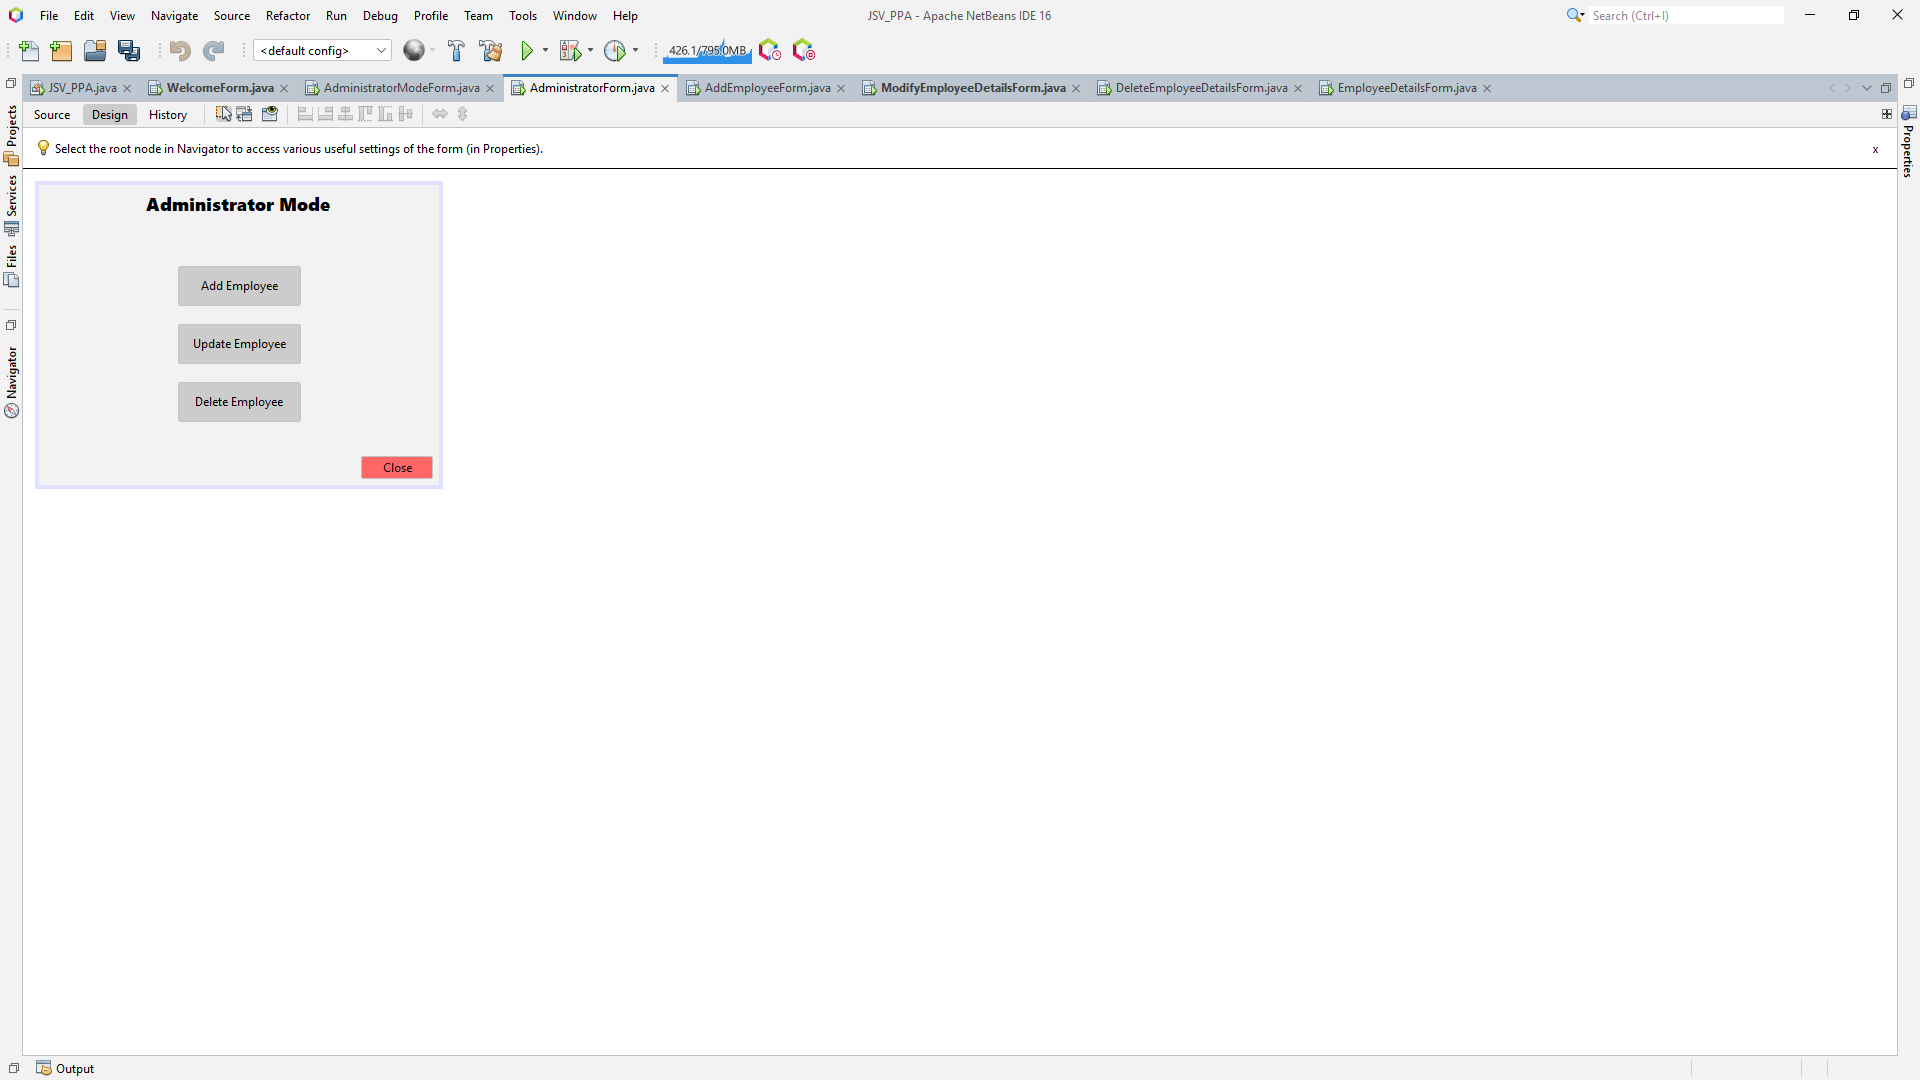 File Edit View Navigate Source Refactor Run Debug Profile Team Tools Window Help
JSV_PPA - Apache NetBeans IDE 16
Search (Ctrl+I)
<default config>
426.1/795.0MB
JSV_PPA.java
WelcomeForm.java
AdministratorModeForm.java
AdministratorForm.java
AddEmployeeForm.java
ModifyEmployeeDetailsForm.java
DeleteEmployeeDetailsForm.java
EmployeeDetailsForm.java
Source Design History
Select the root node in Navigator to access various useful settings of the form (in Properties).
x
Projects
Services
Files
Navigator
Properties
Administrator Mode
Add Employee
Update Employee
Delete Employee
Close
Output